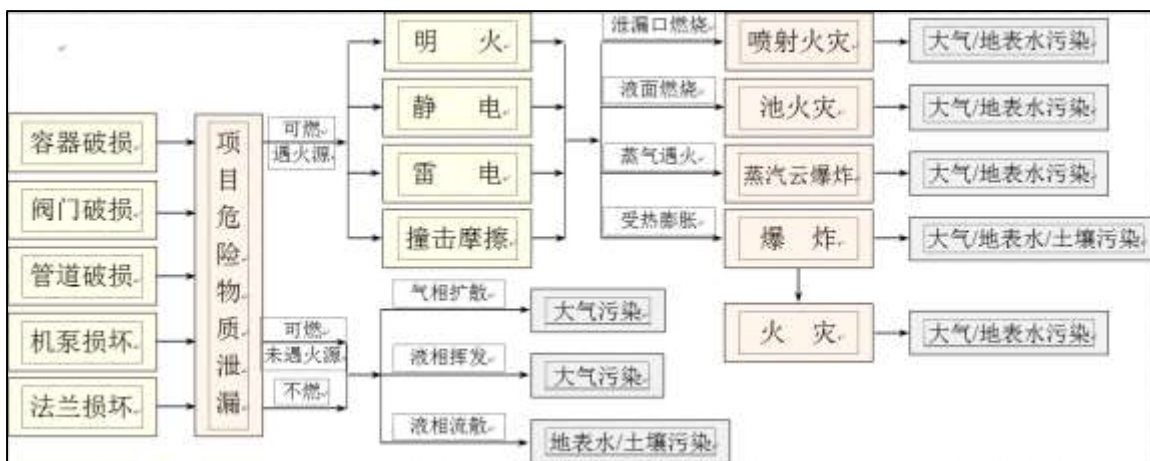 容器破损
阀门破损
管道破损
机泵损坏
法兰损坏
项目危险物质泄漏
可燃
遇火源
可燃
未遇火源
不燃
明 火
静 电
雷 电
撞击摩擦
泄漏口燃烧
液面燃烧
蒸气遇火
受热膨胀
喷射火灾
池火灾
蒸汽云爆炸
爆 炸
火 灾
大气/地表水污染
大气/地表水污染
大气/地表水污染
大气/地表水/土壤污染
大气/地表水污染
气相扩散
液相挥发
液相流散
大气污染
大气污染
地表水/土壤污染